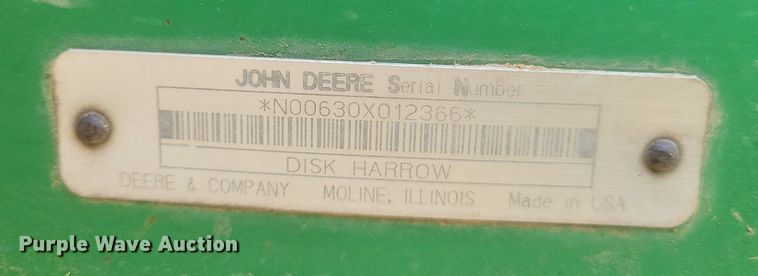 JOHN DEERE Serial Number
*N00630X012366*
DISK HARROW
DEERE & COMPANY MOLINE, ILLINOIS Made in USA
Purple Wave Auction